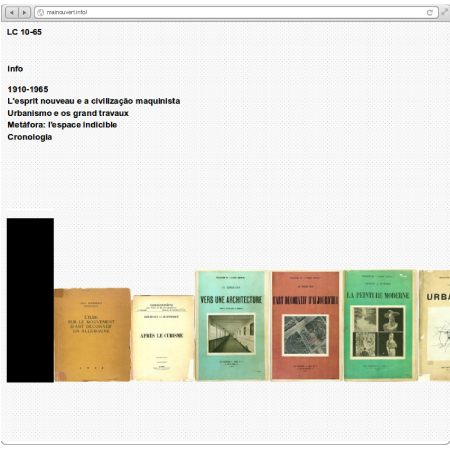 mainouvert.info/
LC 10-65
Info
1910-1965
L'esprit nouveau e a civilização maquinista
Urbanismo e os grand travaux
Metáfora: l'espace indicible
Cronologia
ÉTUDE
SUR LE MOUVEMENT
D'ART DÉCORATIF
EN ALLEMAGNE
APRÈS LE CUBISME
VERS UNE ARCHITECTURE
L'ART DÉCORATIF D'AUJOURD'HUI
LA PEINTURE MODERNE
URBA